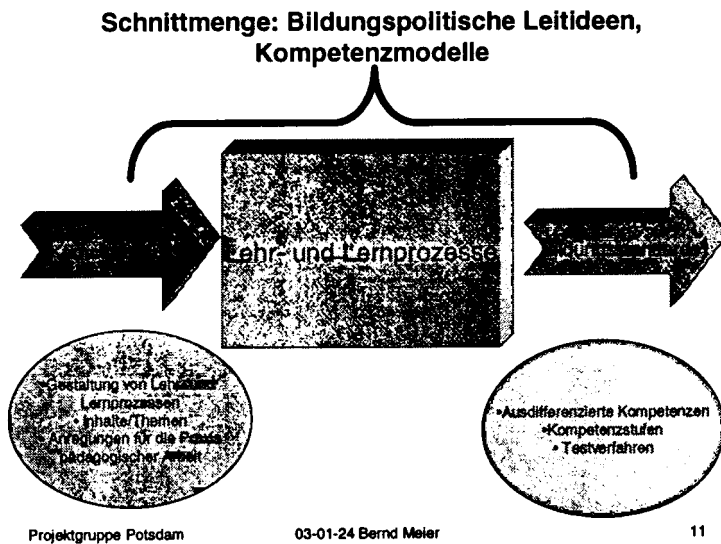 Schnittmenge: Bildungspolitische Leitideen,
Kompetenzmodelle
Lehr- und Lernprozesse
Gestaltung von Lehr- und
Lernprozessen
• Inhalte/Themen
Anregungen für die Praxis
pädagogischer Arbeit
•Ausdifferenzierte Kompetenzen
•Kompetenzstufen
• Testverfahren
Projektgruppe Potsdam
03-01-24 Bernd Meier
11